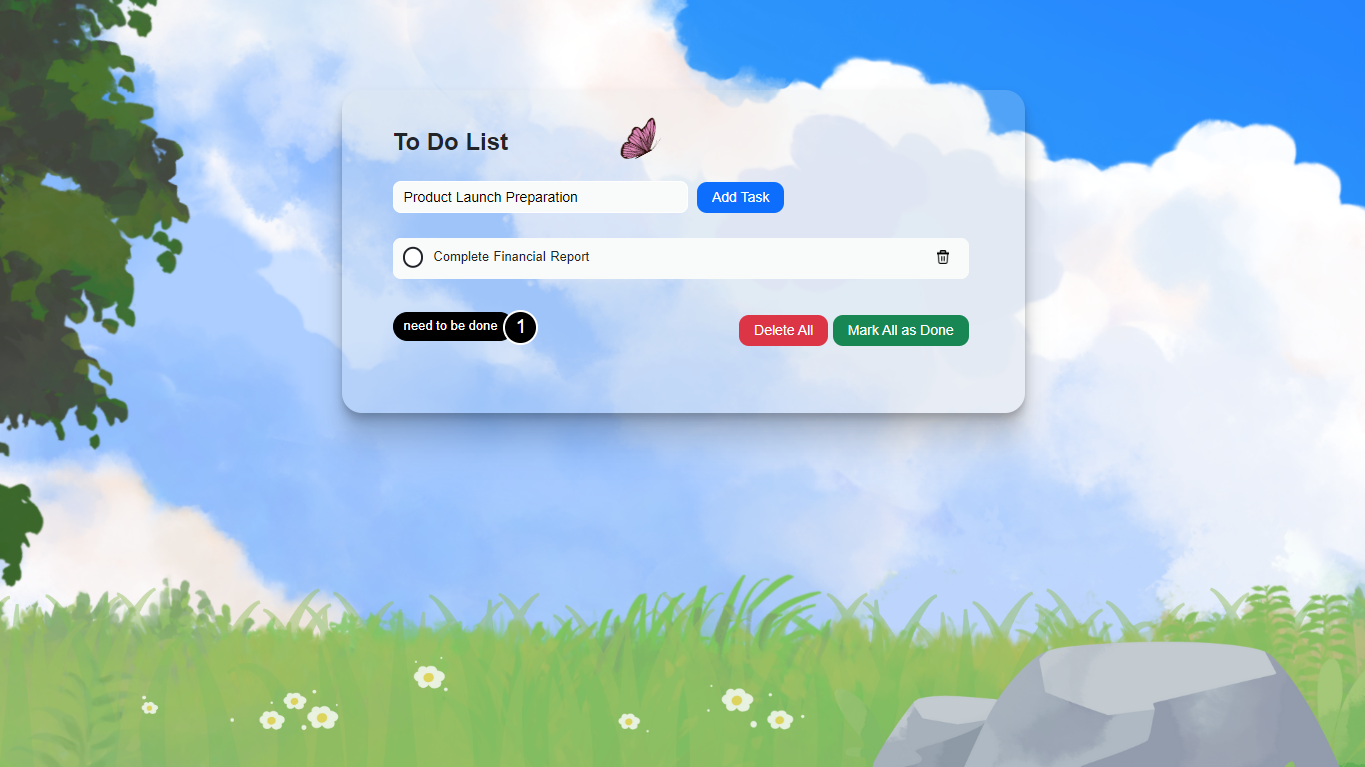 To Do List
Product Launch Preparation
Add Task
Complete Financial Report
need to be done 1
Delete All
Mark All as Done